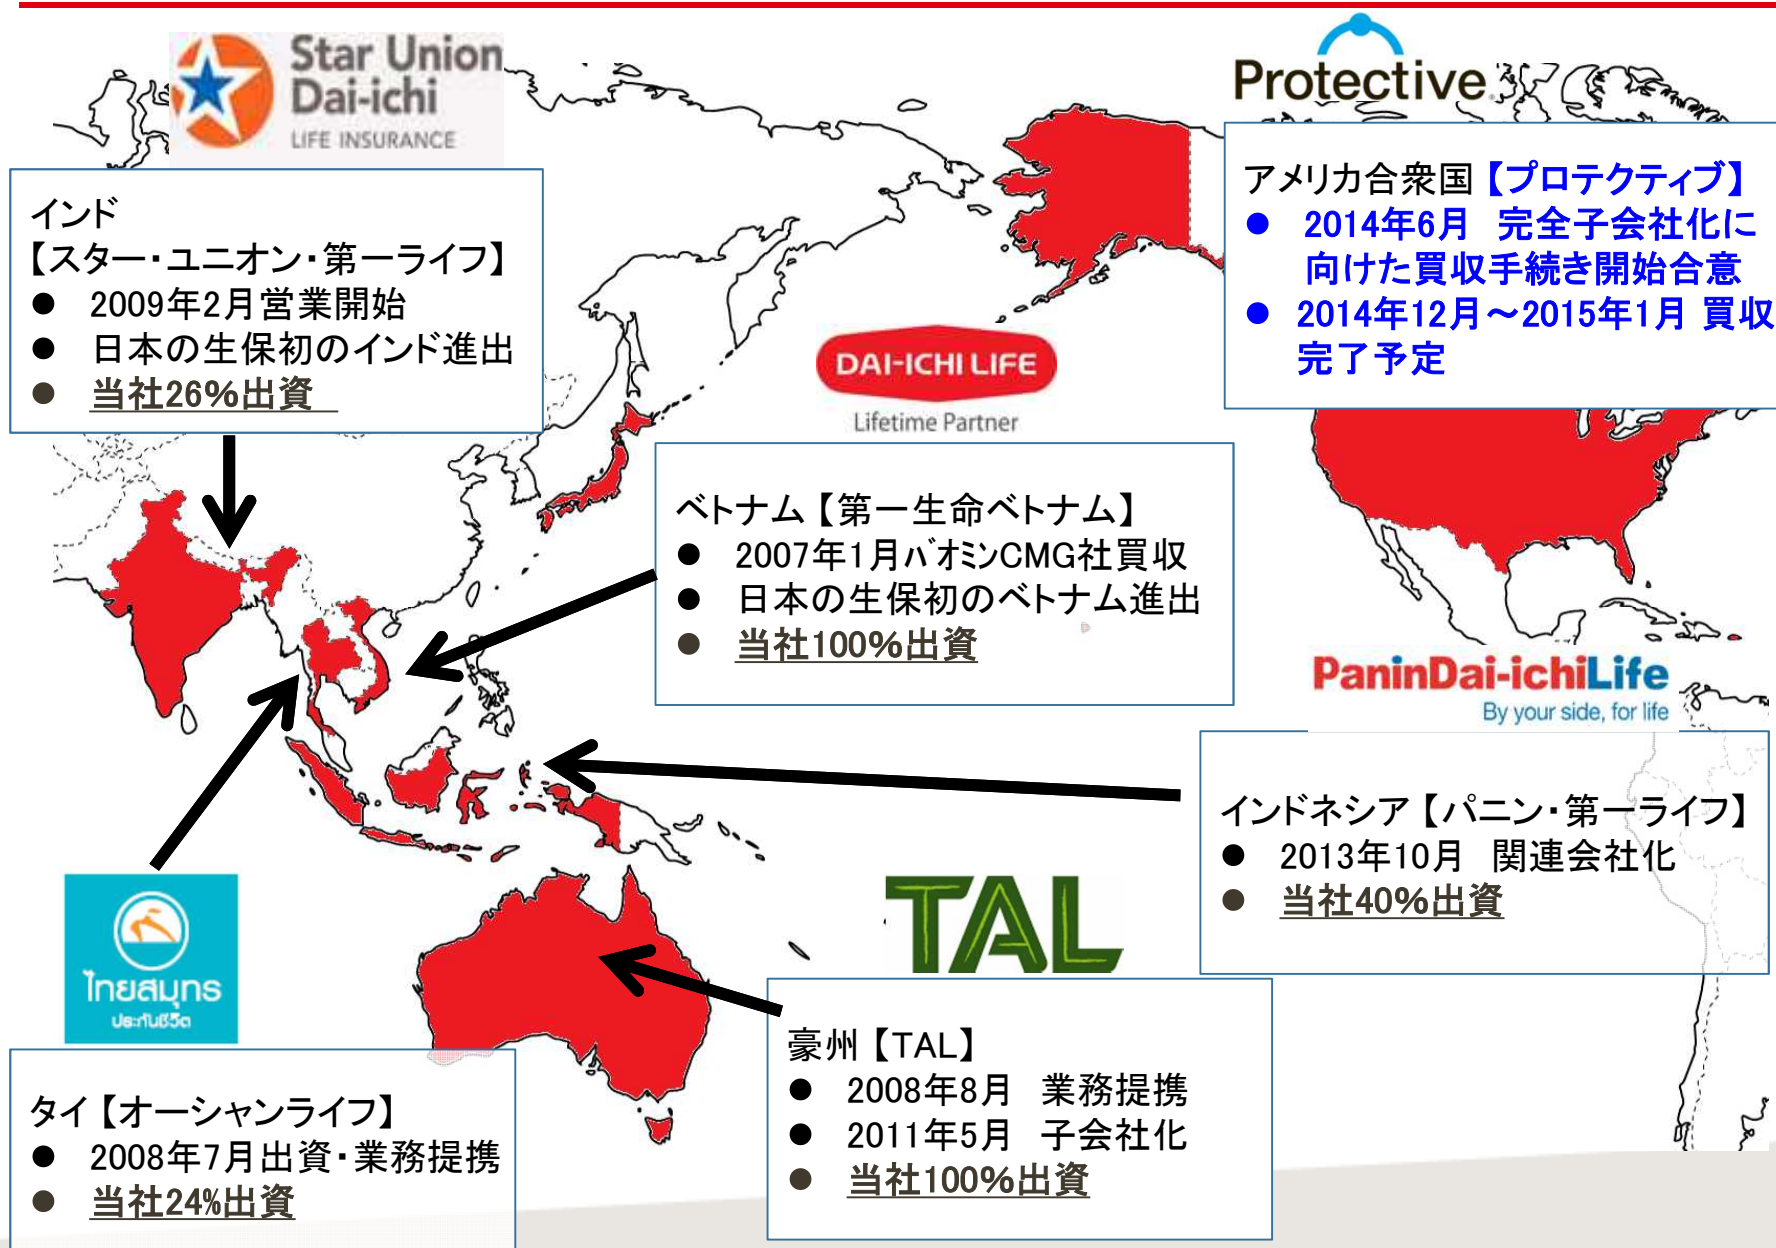 Star Union
Dai-ichi
LIFE INSURANCE
インド
【スター・ユニオン・第一ライフ】
● 2009年2月営業開始
● 日本の生保初のインド進出
● 当社26%出資
Protective
アメリカ合衆国【プロテクティブ】
● 2014年6月 完全子会社化に
向けた買収手続き開始合意
● 2014年12月～2015年1月 買収
完了予定
DAI-ICHI LIFE
Lifetime Partner
ベトナム【第一生命ベトナム】
● 2007年1月バオミンCMG社買収
● 日本の生保初のベトナム進出
● 当社100%出資
PaninDai-ichiLife
By your side, for life
インドネシア【パニン・第一ライフ】
● 2013年10月 関連会社化
● 当社40%出資
ไทยสมุทร
ประกันชีวิต
タイ【オーシャンライフ】
● 2008年7月出資・業務提携
● 当社24%出資
TAL
豪州【TAL】
● 2008年8月 業務提携
● 2011年5月 子会社化
● 当社100%出資